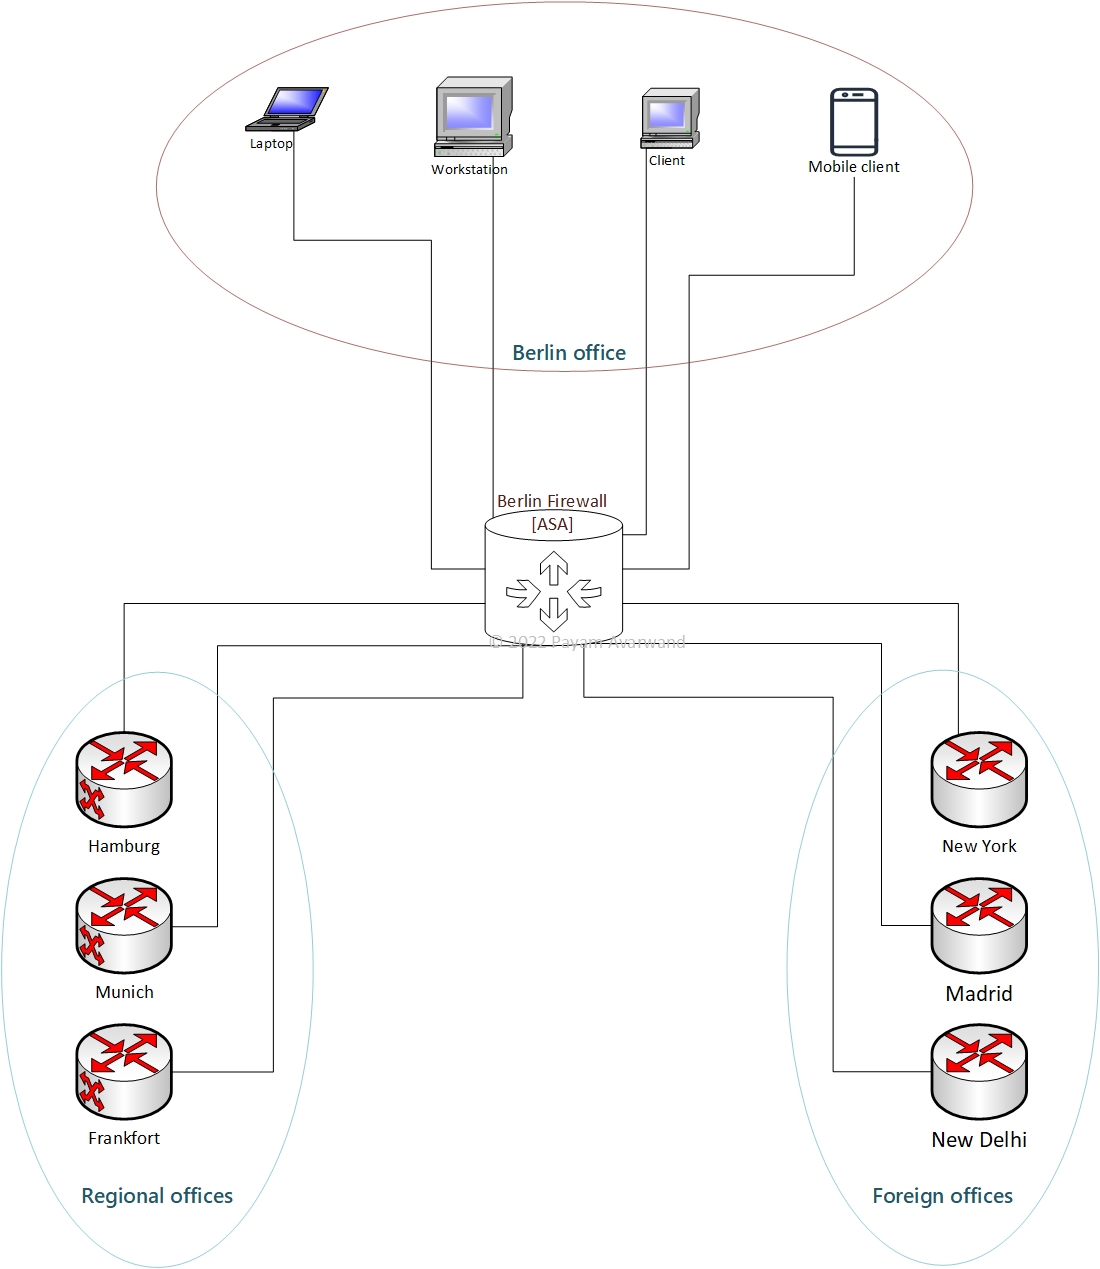 Laptop
Workstation
Client
Mobile client
Berlin office
Berlin Firewall
[ASA]
© 2022 Payam Avarwand
Hamburg
New York
Munich
Madrid
Frankfort
New Delhi
Regional offices
Foreign offices